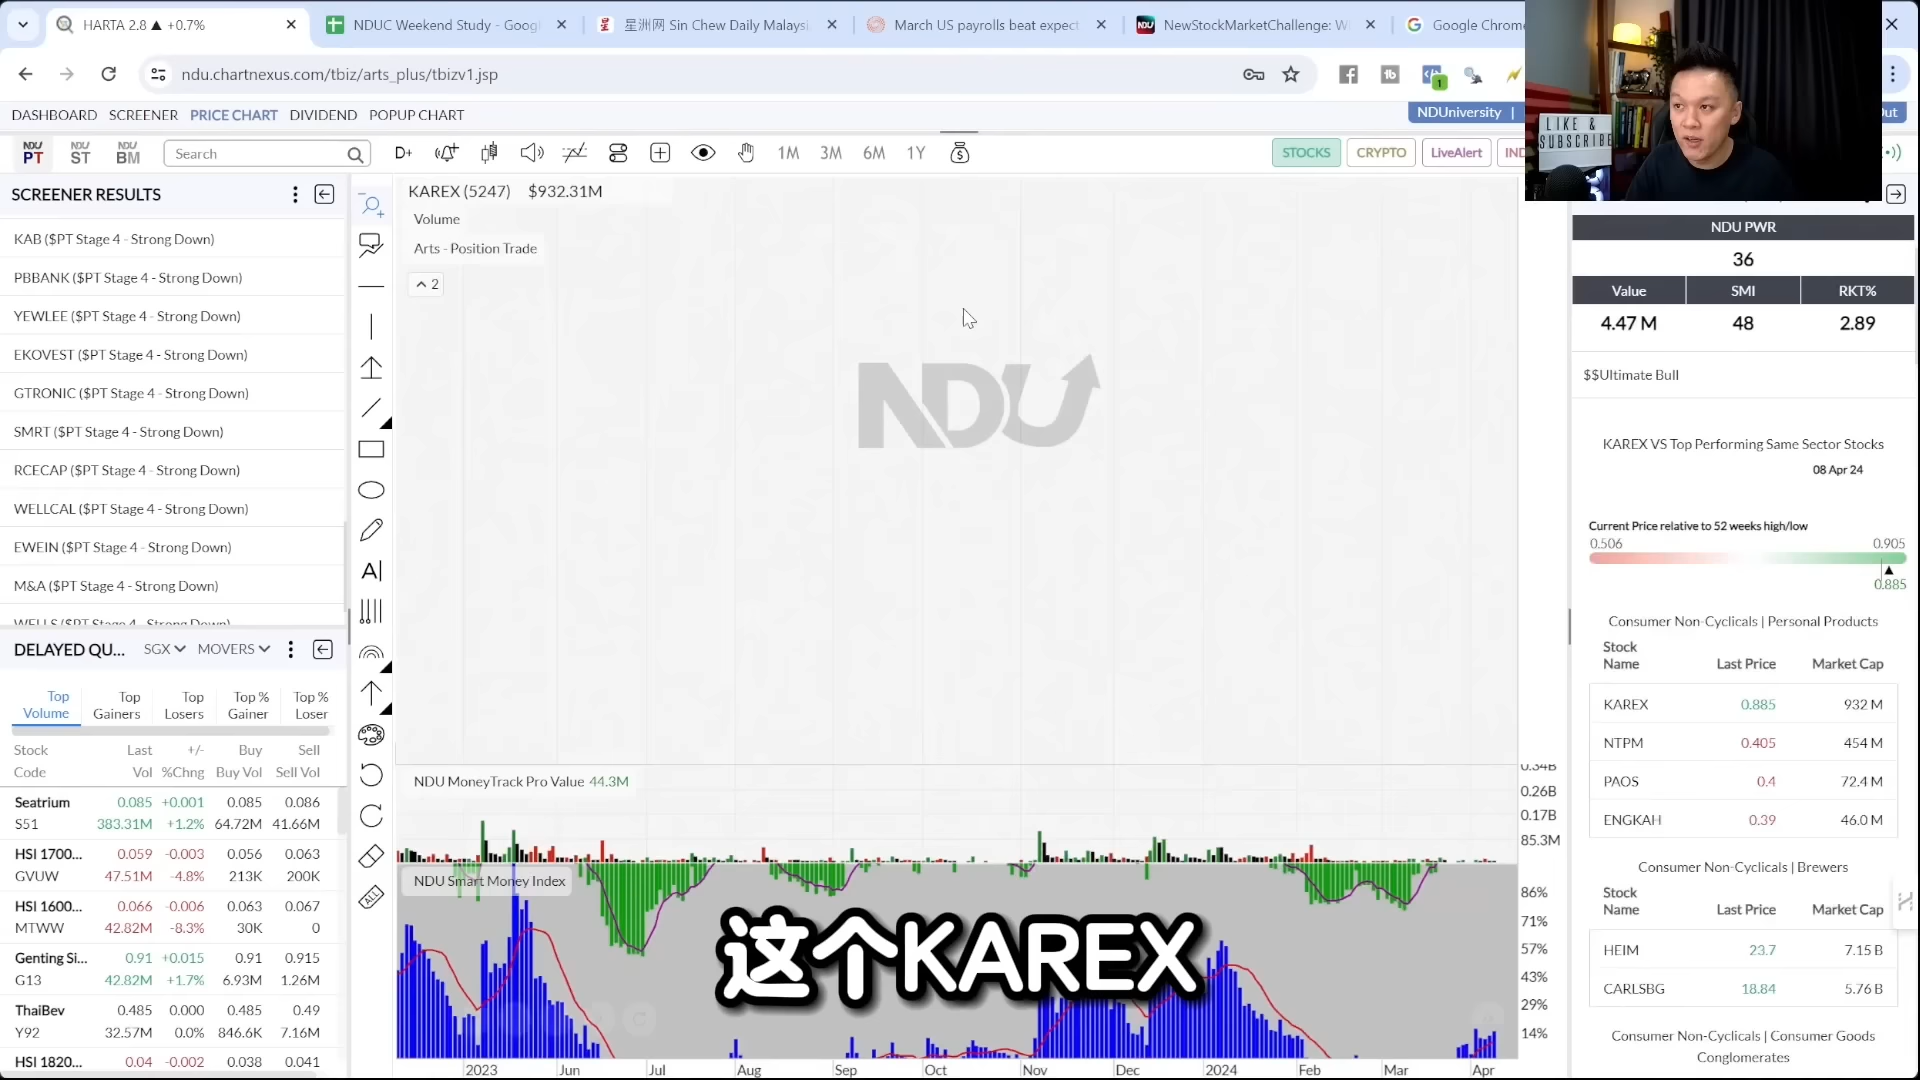 HARTA 2.8 ▲ +0.7%
NDUC Weekend Study - Googl
星洲网 Sin Chew Daily Malaysi
March US payrolls beat expect
NewStockMarketChallenge: W
Google Chrome
ndu.chartnexus.com/tbiz/arts_plus/tbizv1.jsp
DASHBOARD SCREENER PRICE CHART DIVIDEND POPUP CHART
NDUniversity |
NDU PT NDU ST NDU BM
Search
D+
1M 3M 6M 1Y
STOCKS CRYPTO LiveAlert IND
LIKE &
SUBSCRIBE
SCREENER RESULTS
KAB ($PT Stage 4 - Strong Down)
PBBANK ($PT Stage 4 - Strong Down)
YEWLEE ($PT Stage 4 - Strong Down)
EKOVEST ($PT Stage 4 - Strong Down)
GTRONIC ($PT Stage 4 - Strong Down)
SMRT ($PT Stage 4 - Strong Down)
RCECAP ($PT Stage 4 - Strong Down)
WELLCAL ($PT Stage 4 - Strong Down)
EWEIN ($PT Stage 4 - Strong Down)
M&A ($PT Stage 4 - Strong Down)
DELAYED QU... SGX MOVERS
Top Volume Top Gainers Top Losers Top % Gainer Top % Loser
Stock Last +/- Buy Sell
Code Vol %Chng Buy Vol Sell Vol
Seatrium 0.085 +0.001 0.085 0.086
S51 383.31M +1.2% 64.72M 41.66M
HSI 1700... 0.059 -0.003 0.056 0.063
GVUW 47.51M -4.8% 213K 200K
HSI 1600... 0.066 -0.006 0.063 0.067
MTWW 42.82M -8.3% 30K 0
Genting Si... 0.91 +0.015 0.91 0.915
G13 42.82M +1.7% 6.93M 1.26M
ThaiBev 0.485 0.000 0.485 0.49
Y92 32.57M 0.0% 846.6K 7.16M
HSI 1820... 0.04 -0.002 0.038 0.041
KAREX (5247) $932.31M
Volume
Arts - Position Trade
2
NDU
NDU MoneyTrack Pro Value 44.3M
0.34B
0.26B
0.17B
85.3M
NDU Smart Money Index
86%
71%
57%
43%
29%
14%
这个KAREX
2023 Jun Jul Aug Sep Oct Nov Dec 2024 Feb Mar Apr
NDU PWR
36
Value SMI RKT%
4.47 M 48 2.89
$$Ultimate Bull
KAREX VS Top Performing Same Sector Stocks
08 Apr 24
Current Price relative to 52 weeks high/low
0.506 0.905
0.885
Consumer Non-Cyclicals | Personal Products
Stock Name Last Price Market Cap
KAREX 0.885 932 M
NTPM 0.405 454 M
PAOS 0.4 72.4 M
ENGKAH 0.39 46.0 M
Consumer Non-Cyclicals | Brewers
Stock Name Last Price Market Cap
HEIM 23.7 7.15 B
CARLSBG 18.84 5.76 B
Consumer Non-Cyclicals | Consumer Goods
Conglomerates